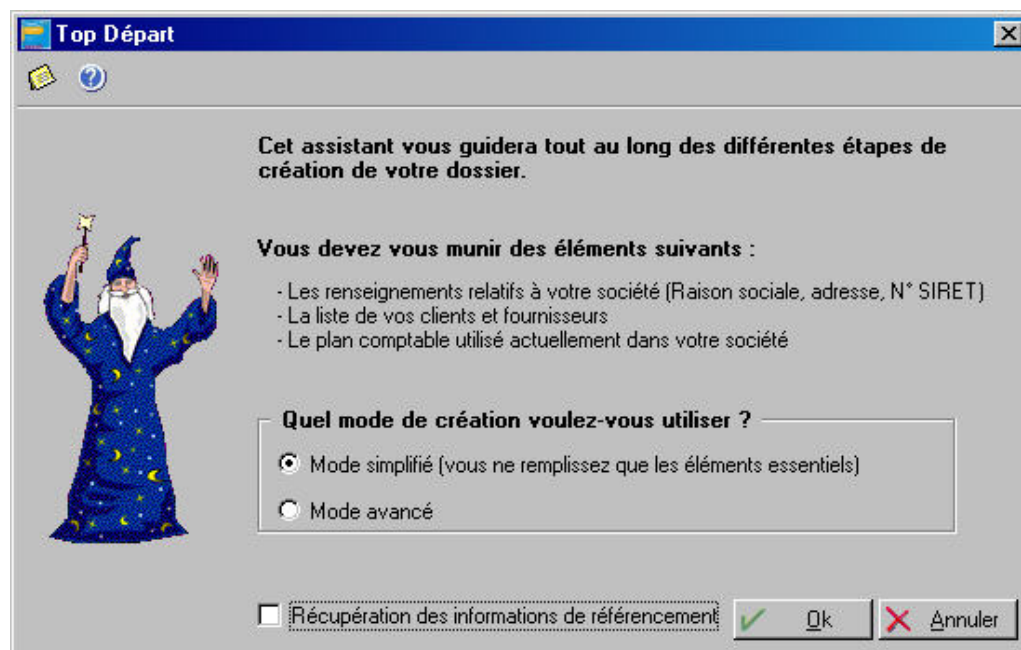 Top Départ
Cet assistant vous guidera tout au long des différentes étapes de
création de votre dossier.
Vous devez vous munir des éléments suivants :
- Les renseignements relatifs à votre société (Raison sociale, adresse, N° SIRET)
- La liste de vos clients et fournisseurs
- Le plan comptable utilisé actuellement dans votre société
Quel mode de création voulez-vous utiliser ?
Mode simplifié (vous ne remplissez que les éléments essentiels)
Mode avancé
Récupération des informations de référencement
Ok
Annuler